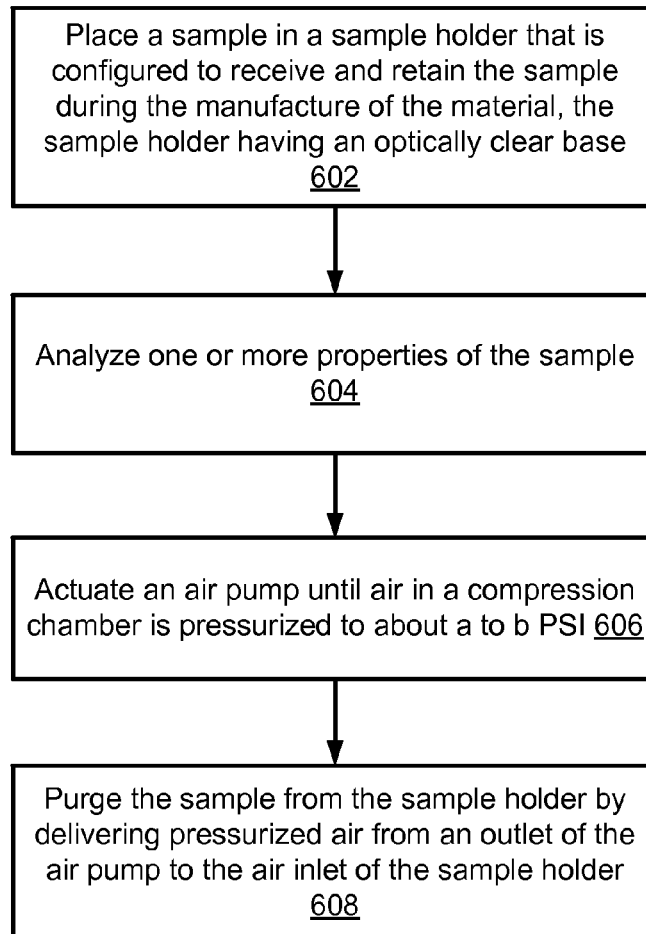 Place a sample in a sample holder that is
configured to receive and retain the sample
during the manufacture of the material, the
sample holder having an optically clear base
602
Analyze one or more properties of the sample
604
Actuate an air pump until air in a compression
chamber is pressurized to about a to b PSI 606
Purge the sample from the sample holder by
delivering pressurized air from an outlet of the
air pump to the air inlet of the sample holder
608